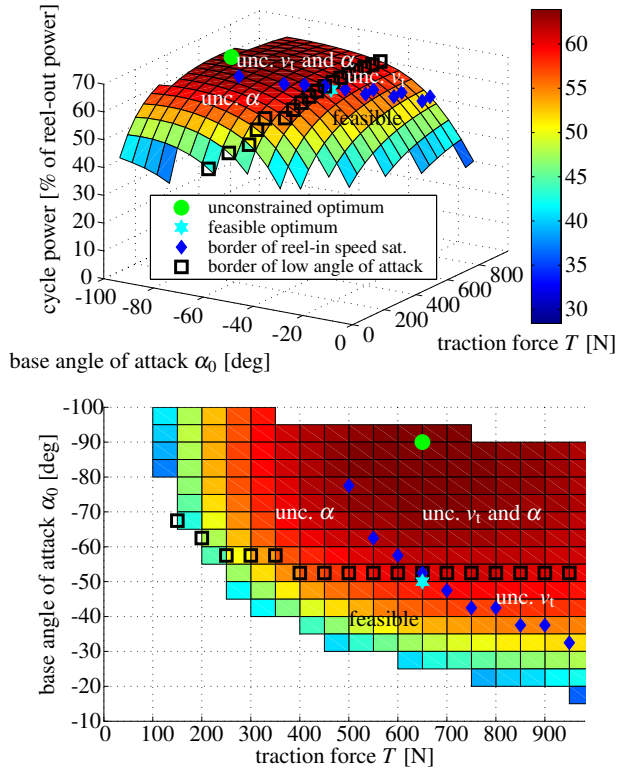 cycle power [% of reel-out power]
70
60
50
40
30
20
10
0
unc. vt and α
unc. vt
unc. α
feasible
unconstrained optimum
feasible optimum
border of reel-in speed sat.
border of low angle of attack
-100
-80
-60
-40
-20
0
0
200
400
600
800
base angle of attack α0 [deg]
traction force T [N]
60
55
50
45
40
35
30
base angle of attack α0 [deg]
-100
-90
-80
-70
-60
-50
-40
-30
-20
-10
unc. α
unc. vt and α
unc. vt
feasible
0
100
200
300
400
500
600
700
800
900
traction force T [N]